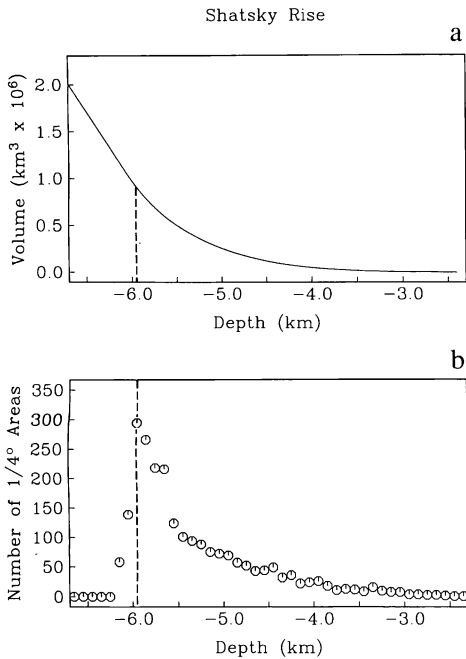 Shatsky Rise
a
Volume (km³ x 10⁶)
2.0
1.5
1.0
0.5
0.0
-6.0 -5.0 -4.0 -3.0
Depth (km)
b
Number of 1/4° Areas
350
300
250
200
150
100
50
0
-6.0 -5.0 -4.0 -3.0
Depth (km)